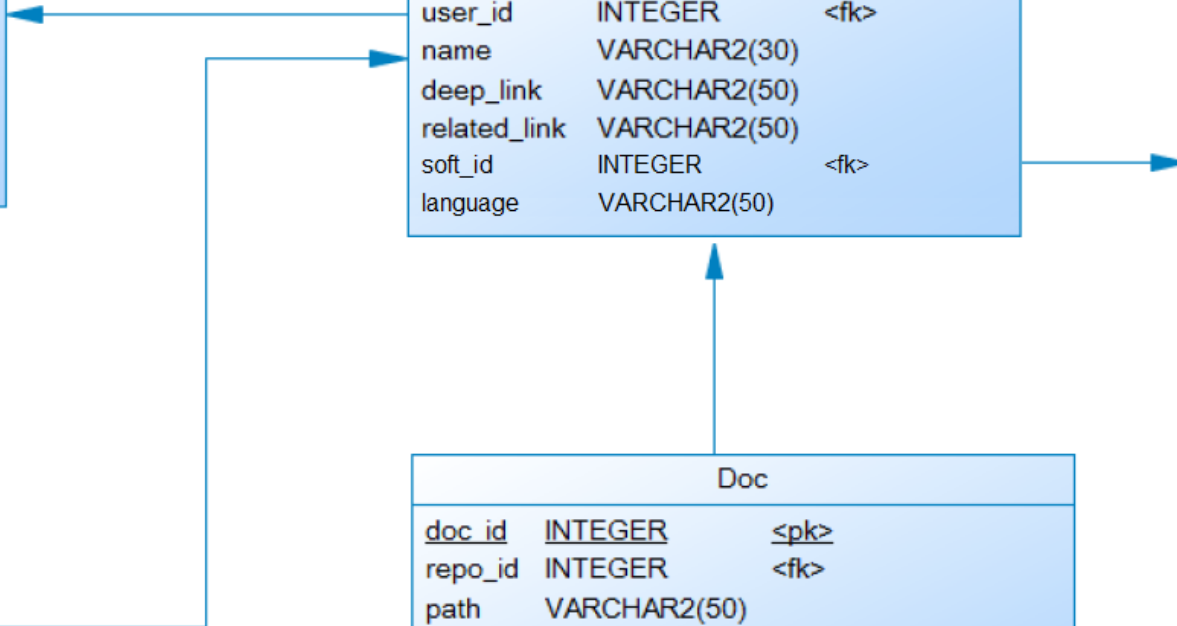 user_id INTEGER <fk>
name VARCHAR2(30)
deep_link VARCHAR2(50)
related_link VARCHAR2(50)
soft_id INTEGER <fk>
language VARCHAR2(50)
Doc
doc_id INTEGER <pk>
repo_id INTEGER <fk>
path VARCHAR2(50)